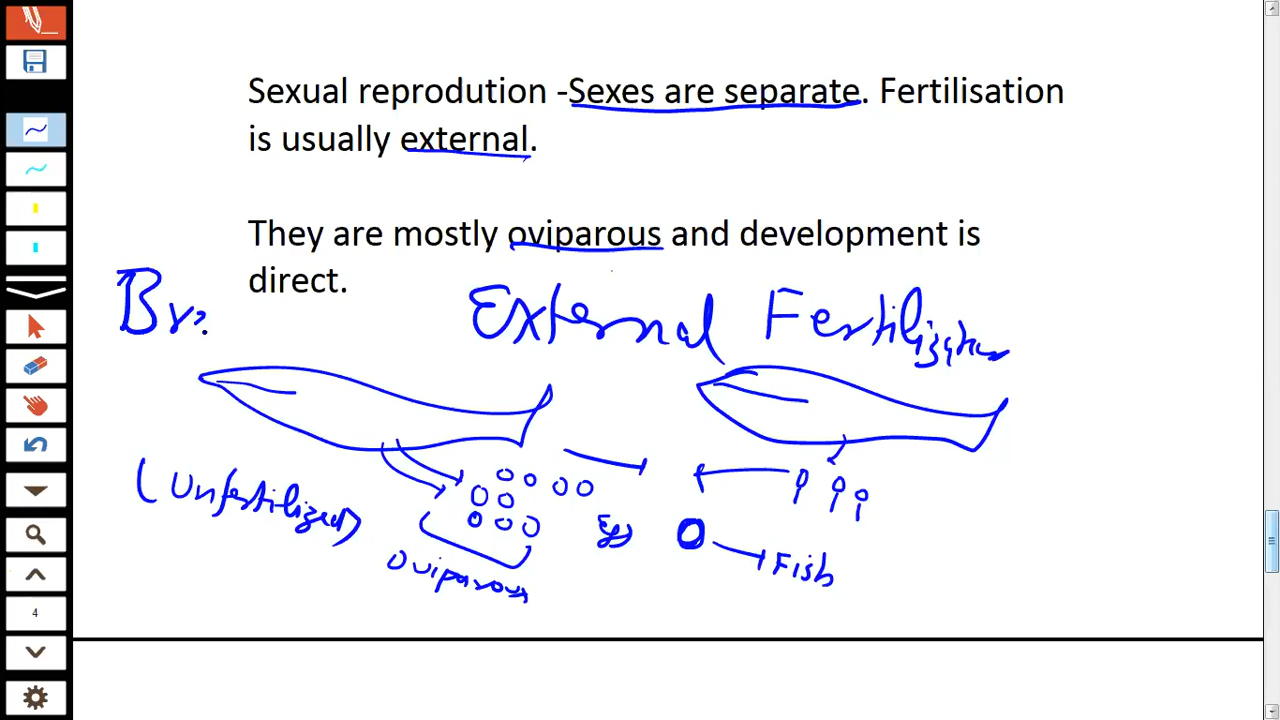 Sexual reprodution -Sexes are separate. Fertilisation
is usually external.
They are mostly oviparous and development is
direct.
External Fertilization
(Unfertilized)
Eggs
Oviparous
Fish
4